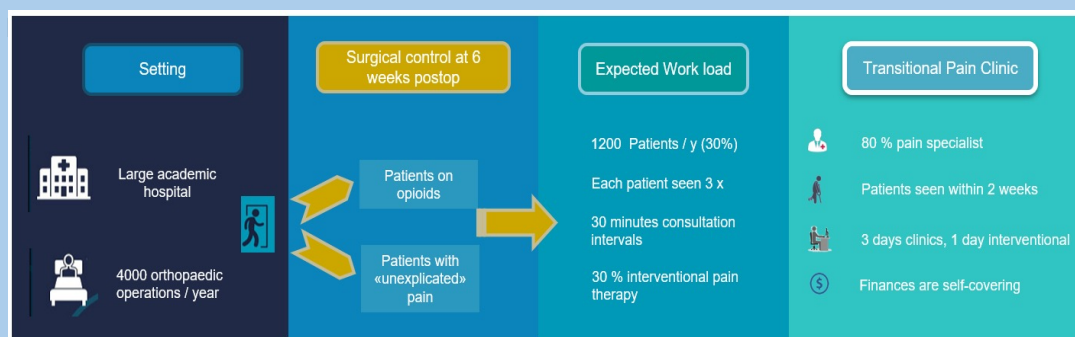 Setting
Large academic
hospital
4000 orthopaedic
operations / year
Surgical control at 6
weeks postop
Patients on
opioids
Patients with
«unexplicated»
pain
Expected Work load
1200 Patients / y (30%)
Each patient seen 3 x
30 minutes consultation
intervals
30 % interventional pain
therapy
Transitional Pain Clinic
80 % pain specialist
Patients seen within 2 weeks
3 days clinics, 1 day interventional
$
Finances are self-covering